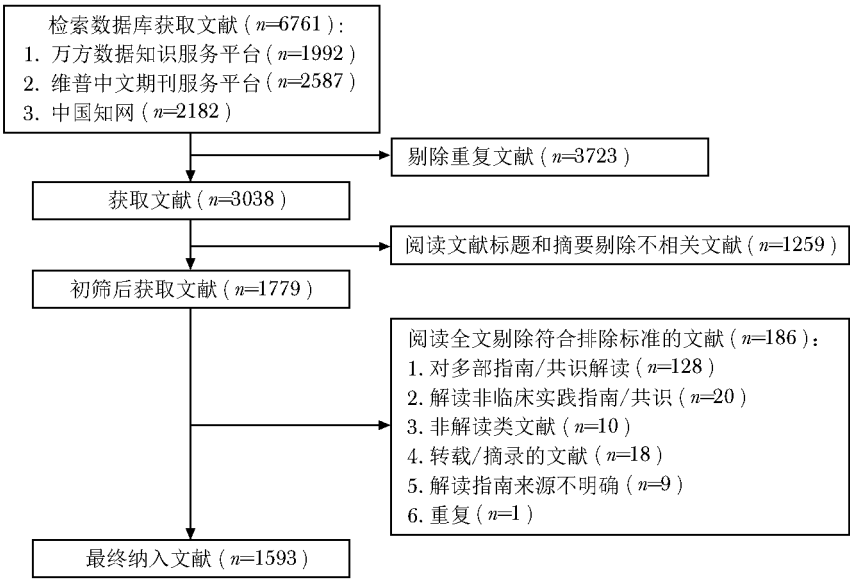 检索数据库获取文献(n=6761):
1. 万方数据知识服务平台(n=1992)
2. 维普中文期刊服务平台(n=2587)
3. 中国知网(n=2182)
剔除重复文献(n=3723)
获取文献(n=3038)
阅读文献标题和摘要剔除不相关文献(n=1259)
初筛后获取文献(n=1779)
阅读全文剔除符合排除标准的文献(n=186):
1. 对多部指南/共识解读(n=128)
2. 解读非临床实践指南/共识(n=20)
3. 非解读类文献(n=10)
4. 转载/摘录的文献(n=18)
5. 解读指南来源不明确(n=9)
6. 重复(n=1)
最终纳入文献(n=1593)